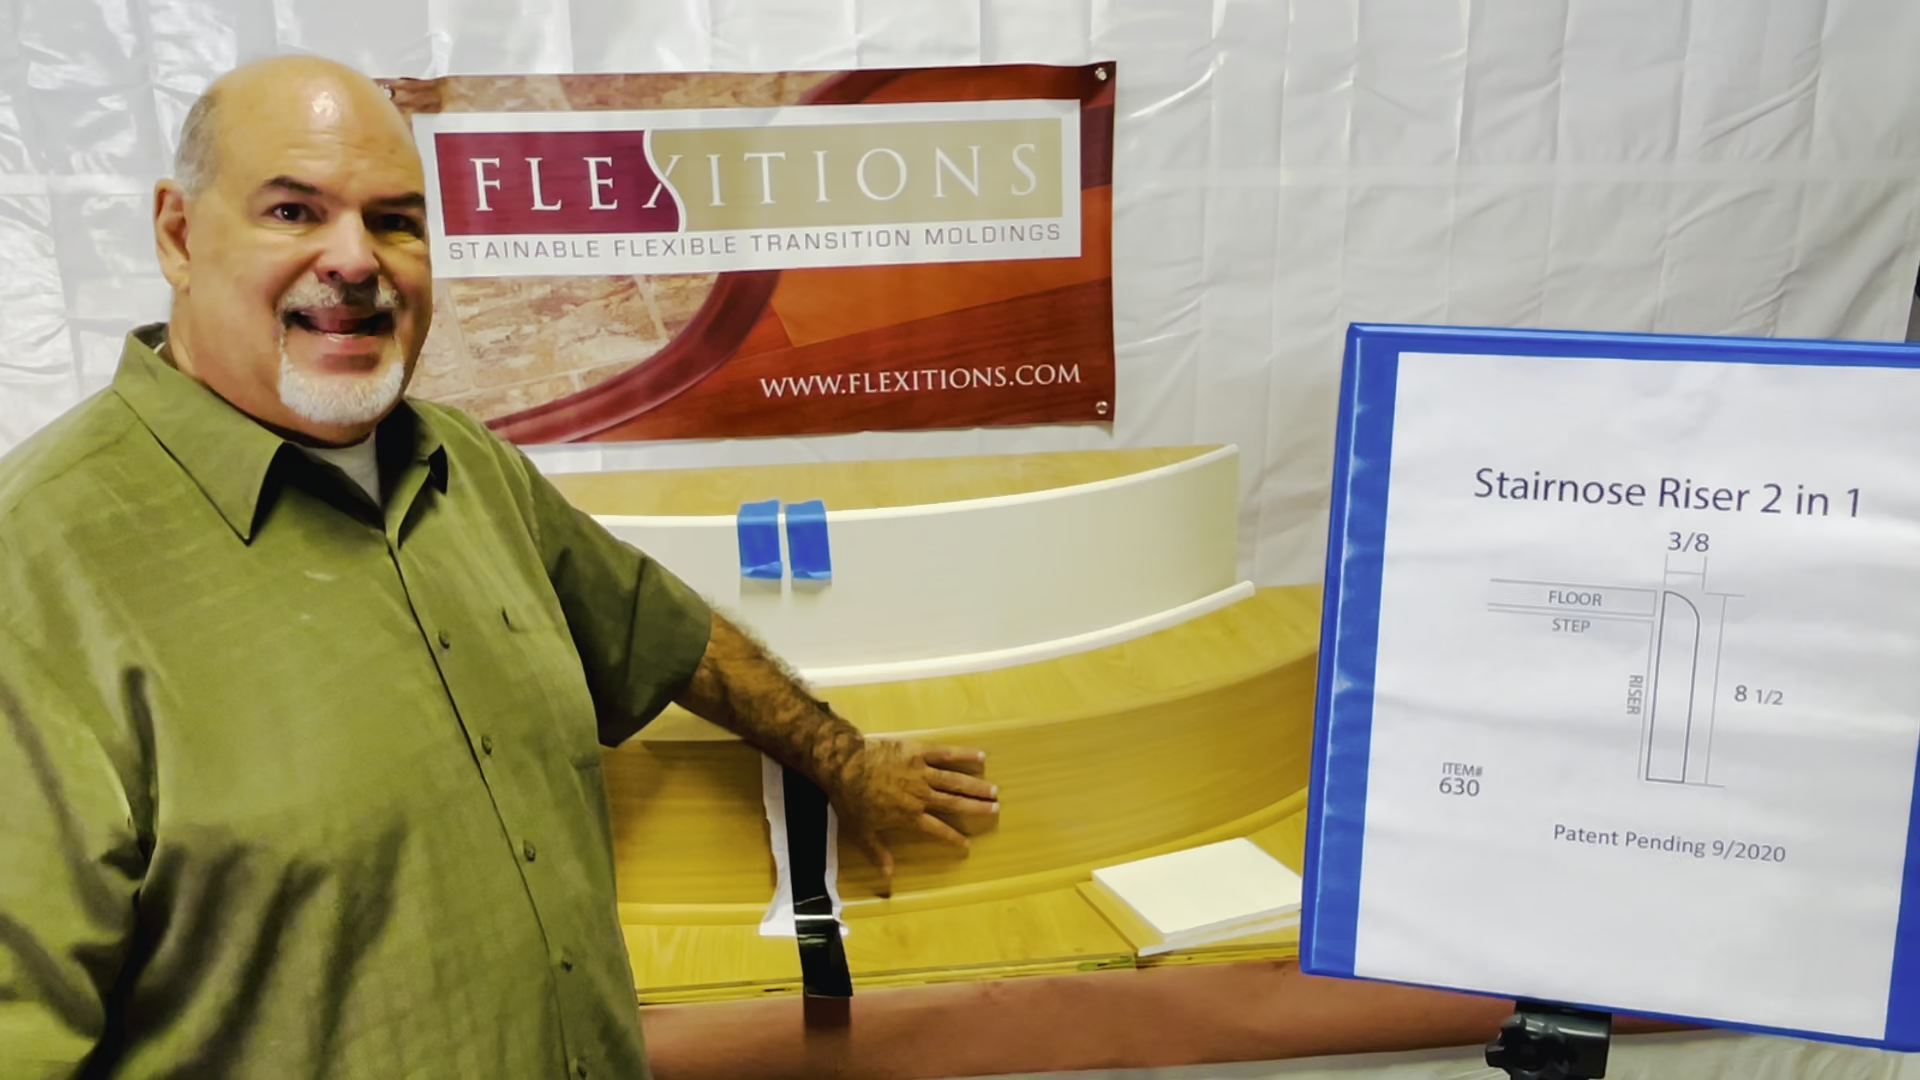 FLEXITIONS
STAINABLE FLEXIBLE TRANSITION MOLDINGS
WWW.FLEXITIONS.COM
Stairnose Riser 2 in 1
3/8
FLOOR
STEP
RISER
8 1/2
ITEM#
630
Patent Pending 9/2020